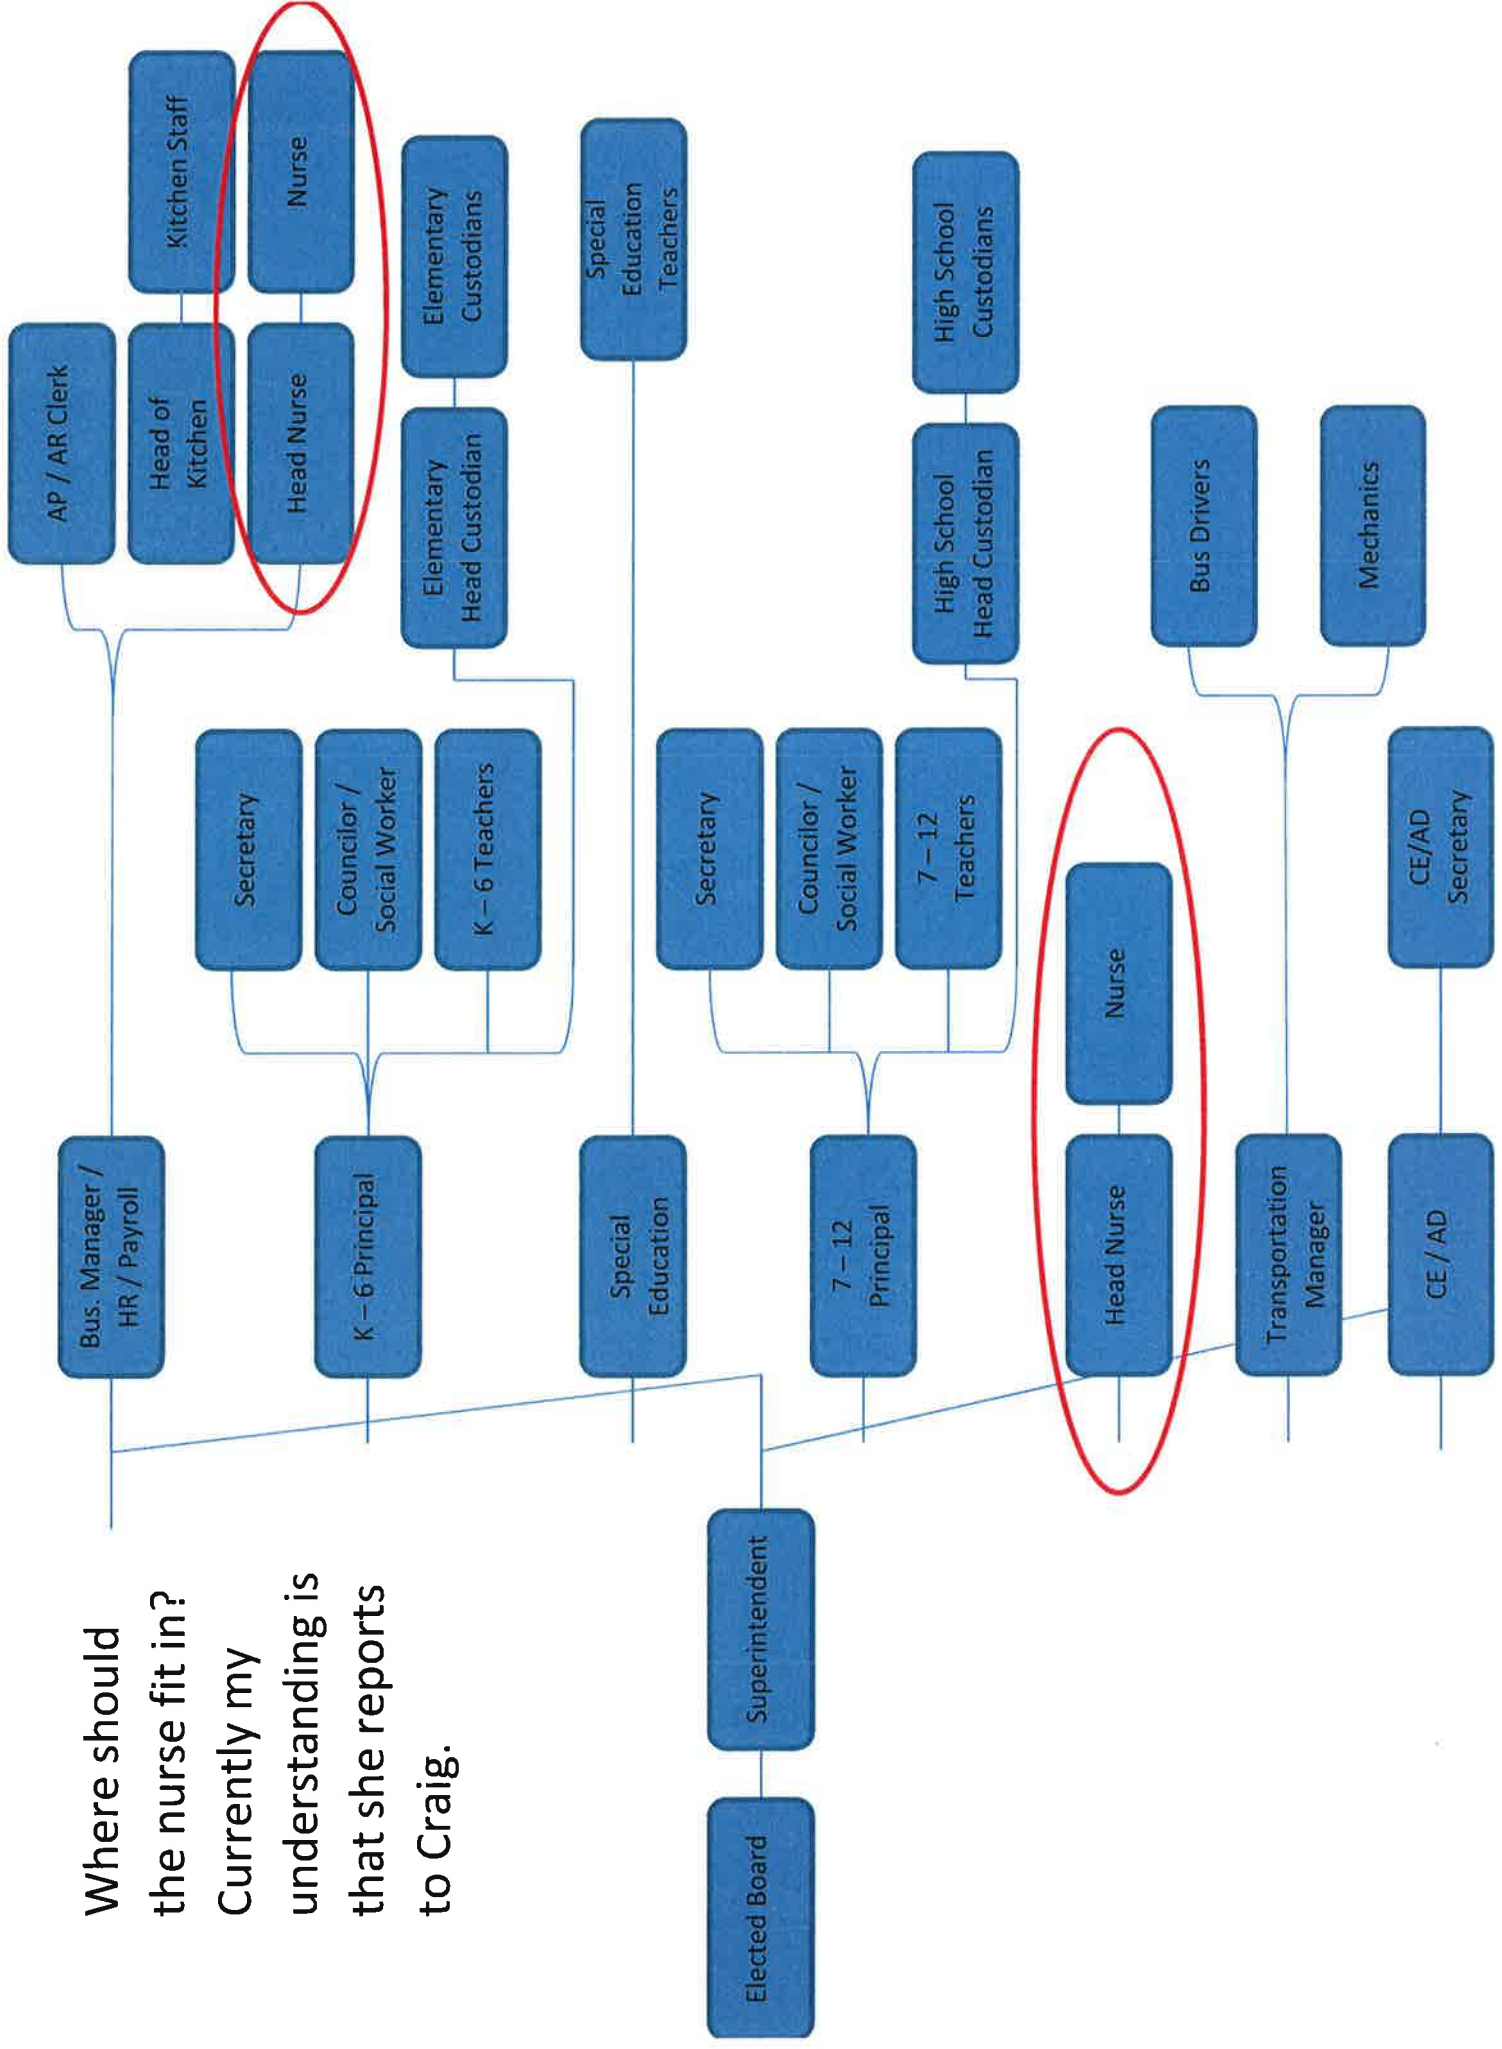 Where should
the nurse fit in?
Currently my
understanding is
that she reports
to Craig.
Elected Board
Superintendent
Bus. Manager /
HR / Payroll
AP / AR Clerk
Head of
Kitchen
Kitchen Staff
Head Nurse
Nurse
K – 6 Principal
Secretary
Councilor /
Social Worker
K – 6 Teachers
Elementary
Head Custodian
Elementary
Custodians
Special
Education
Special
Education
Teachers
7 – 12
Principal
Secretary
Councilor /
Social Worker
7 – 12
Teachers
High School
Head Custodian
High School
Custodians
Head Nurse
Nurse
Transportation
Manager
Bus Drivers
Mechanics
CE / AD
CE/AD
Secretary